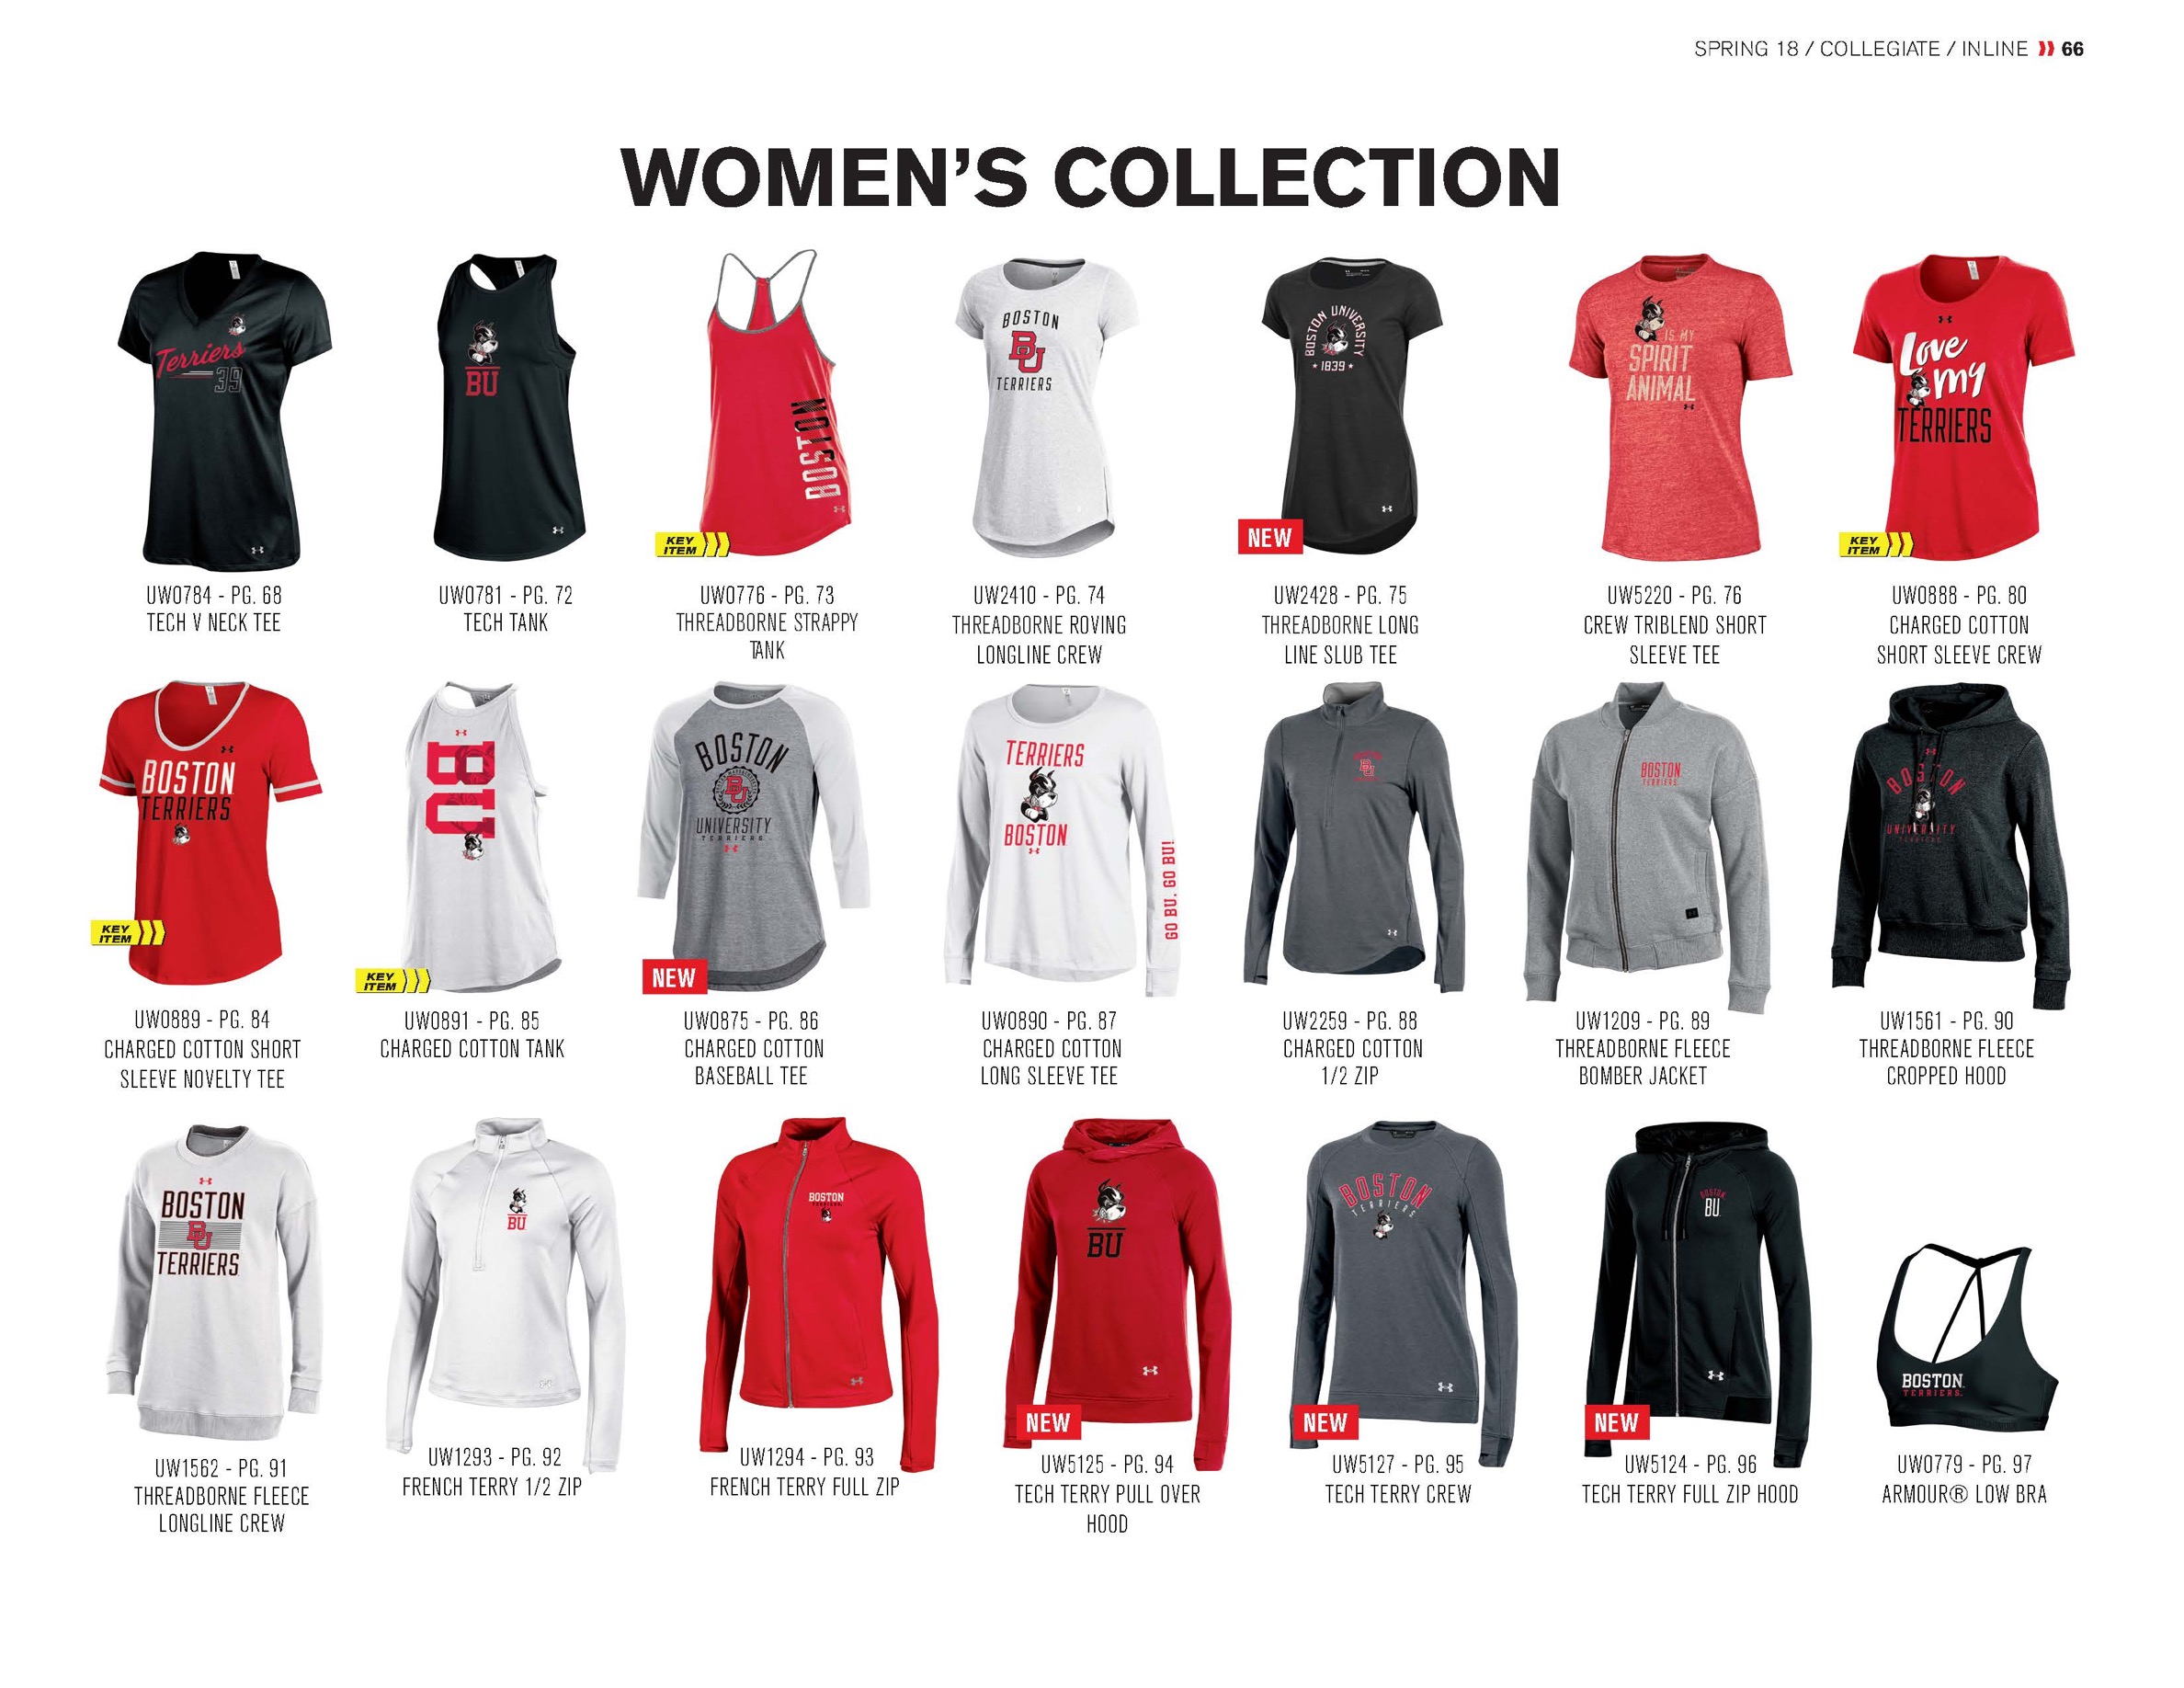 SPRING 18 / COLLEGIATE / INLINE 66
WOMEN'S COLLECTION
Terriers
39
BU
BOSTON
BOSTON
BU
TERRIERS
BOSTON UNIVERSITY
1839
IS MY
SPIRIT
ANIMAL
Love
my
TERRIERS
KEY
ITEM
NEW
KEY
ITEM
UW0784 - PG. 68
TECH V NECK TEE
UW0781 - PG. 72
TECH TANK
UW0776 - PG. 73
THREADBORNE STRAPPY
TANK
UW2410 - PG. 74
THREADBORNE ROVING
LONGLINE CREW
UW2428 - PG. 75
THREADBORNE LONG
LINE SLUB TEE
UW5220 - PG. 76
CREW TRIBLEND SHORT
SLEEVE TEE
UW0888 - PG. 80
CHARGED COTTON
SHORT SLEEVE CREW
BOSTON
TERRIERS
BU
BOSTON
BU
UNIVERSITY
TERRIERS
TERRIERS
BOSTON
GO BU. GO BU!
BU
BOSTON
TERRIERS
BOSTON
UNIVERSITY
TERRIERS
KEY
ITEM
KEY
ITEM
NEW
UW0889 - PG. 84
CHARGED COTTON SHORT
SLEEVE NOVELTY TEE
UW0891 - PG. 85
CHARGED COTTON TANK
UW0875 - PG. 86
CHARGED COTTON
BASEBALL TEE
UW0890 - PG. 87
CHARGED COTTON
LONG SLEEVE TEE
UW2259 - PG. 88
CHARGED COTTON
1/2 ZIP
UW1209 - PG. 89
THREADBORNE FLEECE
BOMBER JACKET
UW1561 - PG. 90
THREADBORNE FLEECE
CROPPED HOOD
BOSTON
BU
TERRIERS
BU
BOSTON
TERRIERS
BU
BOSTON
TERRIERS
BOSTON
BU
BOSTON
TERRIERS
NEW
NEW
NEW
UW1562 - PG. 91
THREADBORNE FLEECE
LONGLINE CREW
UW1293 - PG. 92
FRENCH TERRY 1/2 ZIP
UW1294 - PG. 93
FRENCH TERRY FULL ZIP
UW5125 - PG. 94
TECH TERRY PULL OVER
HOOD
UW5127 - PG. 95
TECH TERRY CREW
UW5124 - PG. 96
TECH TERRY FULL ZIP HOOD
UW0779 - PG. 97
ARMOUR® LOW BRA